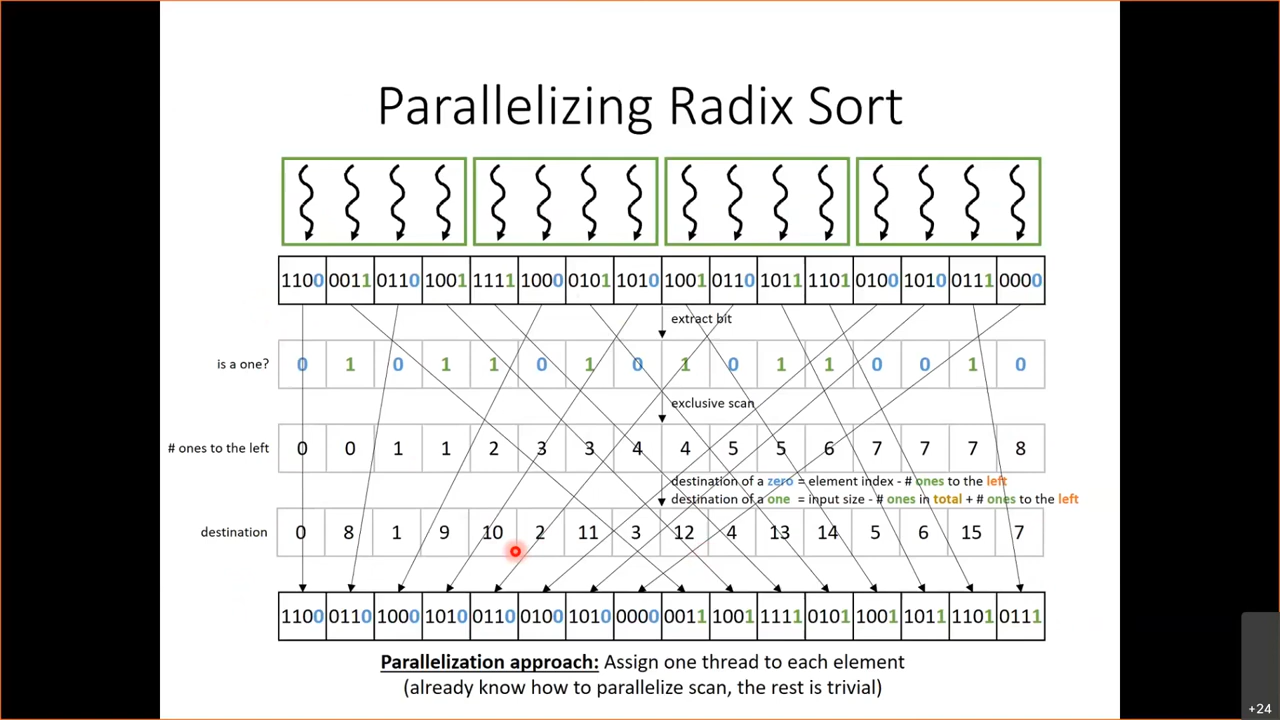 Parallelizing Radix Sort
1100 0011 0110 1001 1111 1000 0101 1010 1001 0110 1011 1101 0100 1010 0111 0000
extract bit
is a one? 0 1 0 1 1 0 1 0 1 0 1 1 0 0 1 0
exclusive scan
# ones to the left 0 0 1 1 2 3 3 4 4 5 5 6 7 7 7 8
destination of a zero = element index - # ones to the left
destination of a one = input size - # ones in total + # ones to the left
destination 0 8 1 9 10 2 11 3 12 4 13 14 5 6 15 7
1100 0110 1000 1010 0110 0100 1010 0000 0011 1001 1111 0101 1001 1011 1101 0111
Parallelization approach: Assign one thread to each element
(already know how to parallelize scan, the rest is trivial)
+24